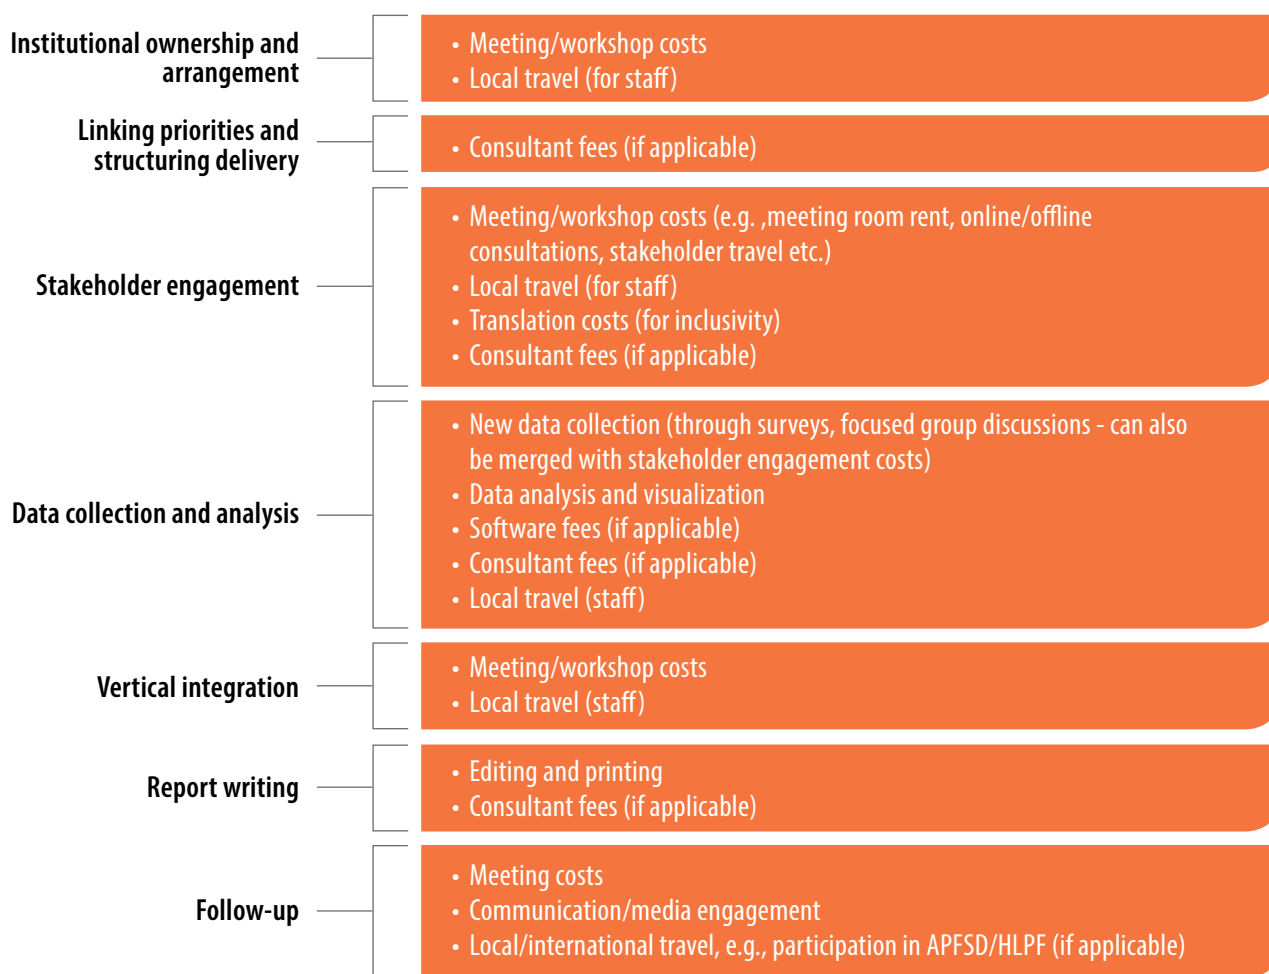 Institutional ownership and
arrangement
• Meeting/workshop costs
• Local travel (for staff)
Linking priorities and
structuring delivery
• Consultant fees (if applicable)
Stakeholder engagement
• Meeting/workshop costs (e.g. ,meeting room rent, online/offline
consultations, stakeholder travel etc.)
• Local travel (for staff)
• Translation costs (for inclusivity)
• Consultant fees (if applicable)
Data collection and analysis
• New data collection (through surveys, focused group discussions - can also
be merged with stakeholder engagement costs)
• Data analysis and visualization
• Software fees (if applicable)
• Consultant fees (if applicable)
• Local travel (staff)
Vertical integration
• Meeting/workshop costs
• Local travel (staff)
Report writing
• Editing and printing
• Consultant fees (if applicable)
Follow-up
• Meeting costs
• Communication/media engagement
• Local/international travel, e.g., participation in APFSD/HLPF (if applicable)